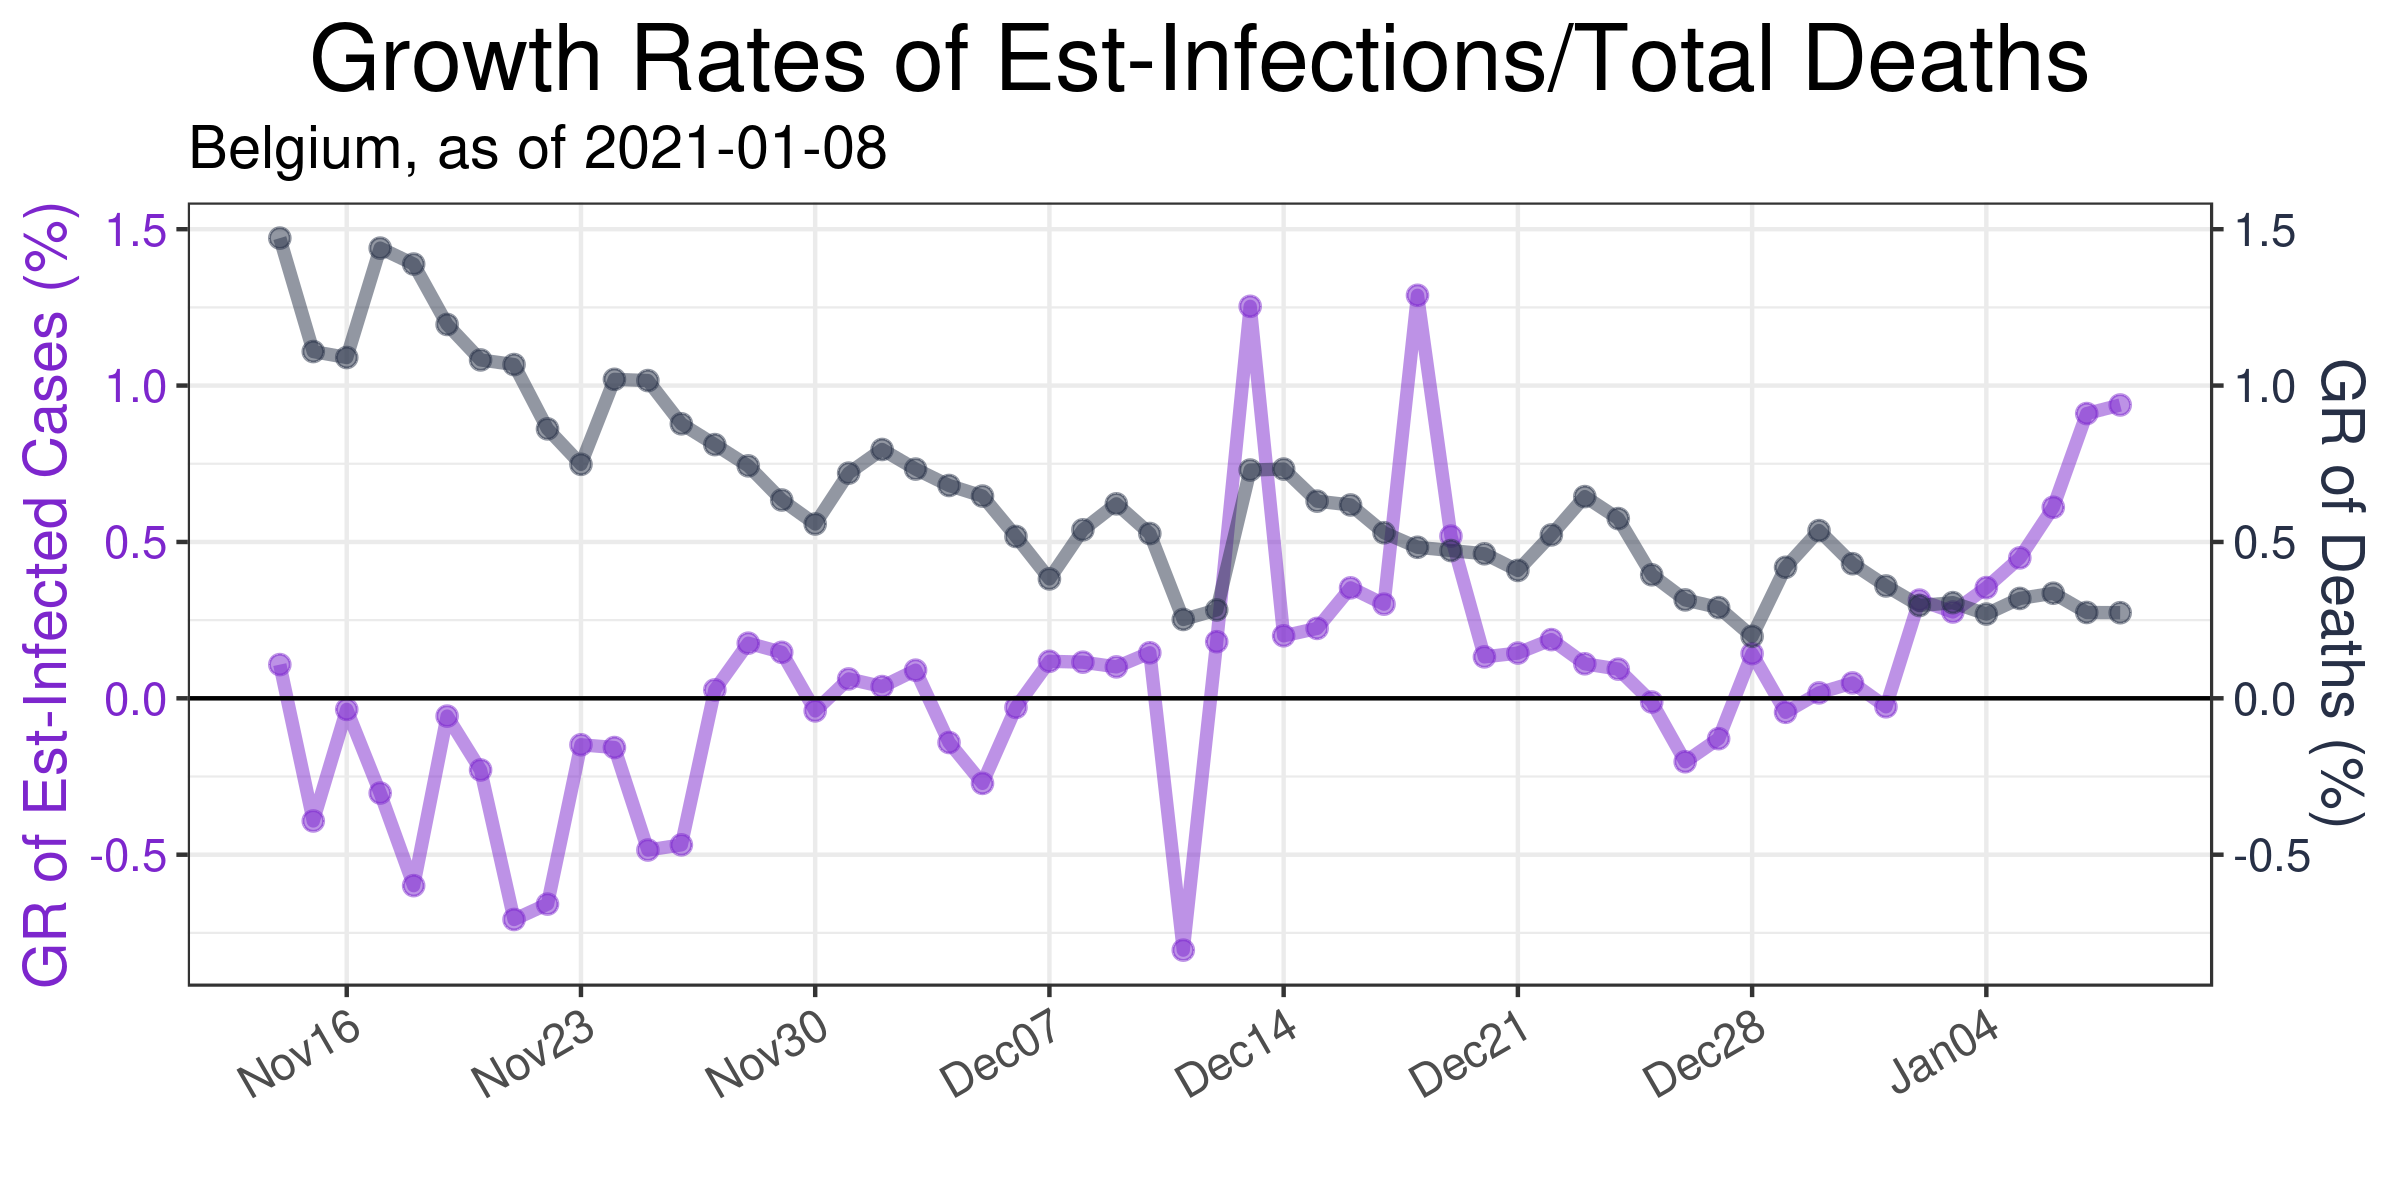 Growth Rates of Est-Infections/Total Deaths
Belgium, as of 2021-01-08
GR of Est-Infected Cases (%)
1.5
1.0
0.5
0.0
-0.5
1.5
1.0
0.5
0.0
-0.5
GR of Deaths (%)
Nov16
Nov23
Nov30
Dec07
Dec14
Dec21
Dec28
Jan04